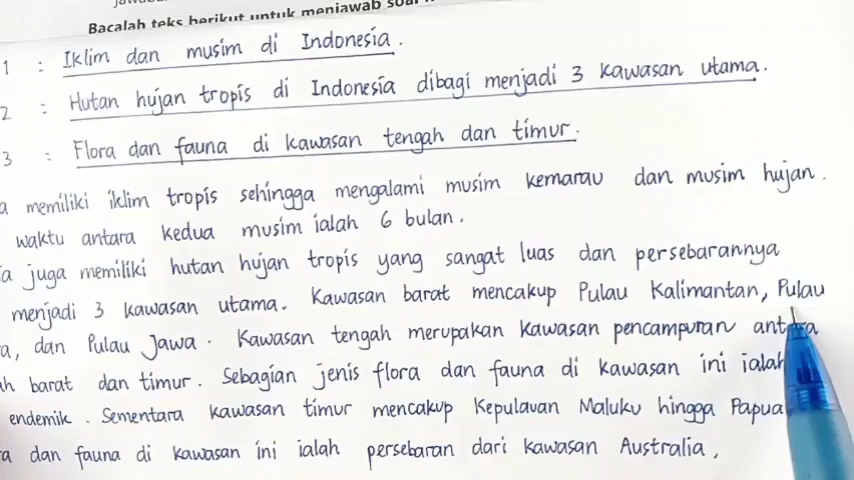 Bacalah teks berikut untuk menjawab soal
1 : Iklim dan musim di Indonesia.
2 : Hutan hujan tropis di Indonesia dibagi menjadi 3 kawasan utama.
3 : Flora dan fauna di kawasan tengah dan timur.
a memiliki iklim tropis sehingga mengalami musim kemarau dan musim hujan.
waktu antara kedua musim ialah 6 bulan.
ia juga memiliki hutan hujan tropis yang sangat luas dan persebarannya
menjadi 3 kawasan utama. Kawasan barat mencakup Pulau Kalimantan, Pulau
a, dan Pulau Jawa. Kawasan tengah merupakan kawasan pencampuran antara
ah barat dan timur. Sebagian jenis flora dan fauna di kawasan ini ialah
endemik. Sementara kawasan timur mencakup Kepulauan Maluku hingga Papua
a dan fauna di kawasan ini ialah persebaran dari kawasan Australia.